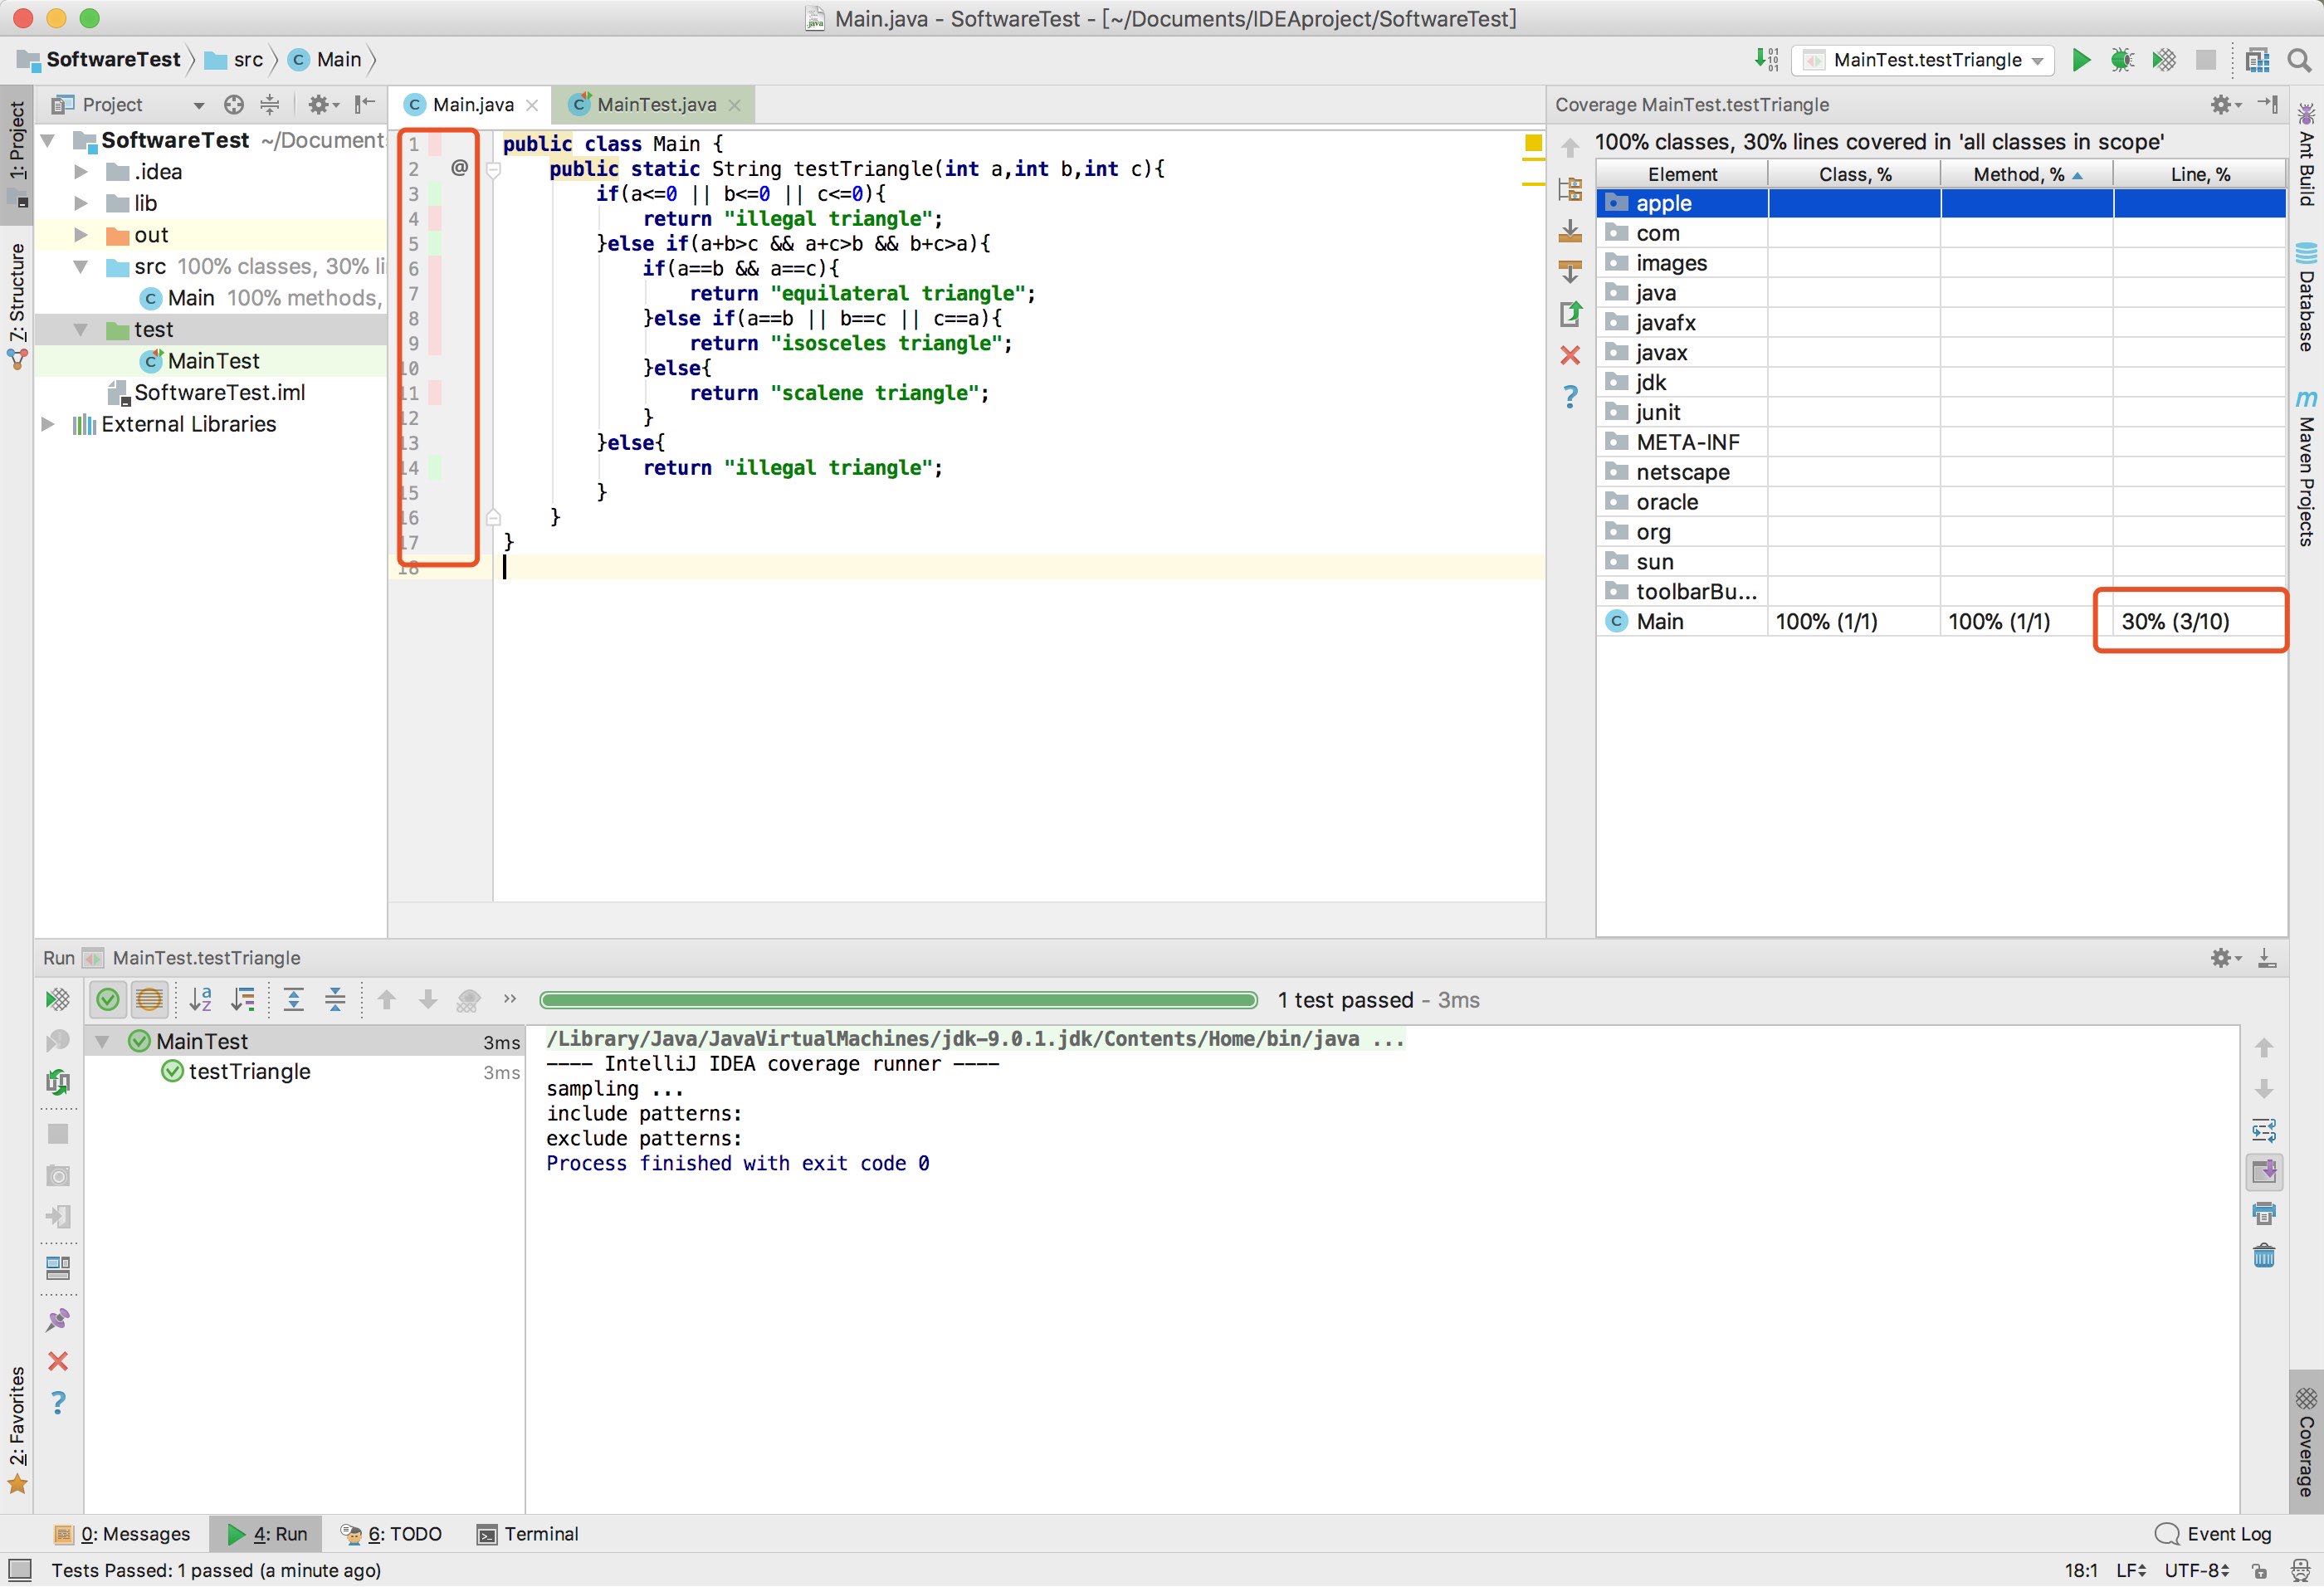 Main.java - SoftwareTest - [~/Documents/IDEAproject/SoftwareTest]
SoftwareTest src Main
MainTest.testTriangle
1: Project
7: Structure
2: Favorites
Project
SoftwareTest ~/Document
.idea
lib
out
src 100% classes, 30% li
Main 100% methods,
test
MainTest
SoftwareTest.iml
External Libraries
Main.java MainTest.java
1 public class Main {
2 @ public static String testTriangle(int a,int b,int c){
3 if(a<=0 || b<=0 || c<=0){
4 return "illegal triangle";
5 }else if(a+b>c && a+c>b && b+c>a){
6 if(a==b && a==c){
7 return "equilateral triangle";
8 }else if(a==b || b==c || c==a){
9 return "isosceles triangle";
10 }else{
11 return "scalene triangle";
12 }
13 }else{
14 return "illegal triangle";
15 }
16 }
17 }
18
Coverage MainTest.testTriangle
100% classes, 30% lines covered in 'all classes in scope'
Element Class, % Method, % Line, %
apple
com
images
java
javafx
javax
jdk
junit
META-INF
netscape
oracle
org
sun
toolbarBu...
Main 100% (1/1) 100% (1/1) 30% (3/10)
Ant Build
Database
Maven Projects
Coverage
Run MainTest.testTriangle
1 test passed - 3ms
MainTest 3ms
testTriangle 3ms
/Library/Java/JavaVirtualMachines/jdk-9.0.1.jdk/Contents/Home/bin/java ...
---- IntelliJ IDEA coverage runner ----
sampling ...
include patterns:
exclude patterns:
Process finished with exit code 0
0: Messages 4: Run 6: TODO Terminal Event Log
Tests Passed: 1 passed (a minute ago) 18:1 LF UTF-8